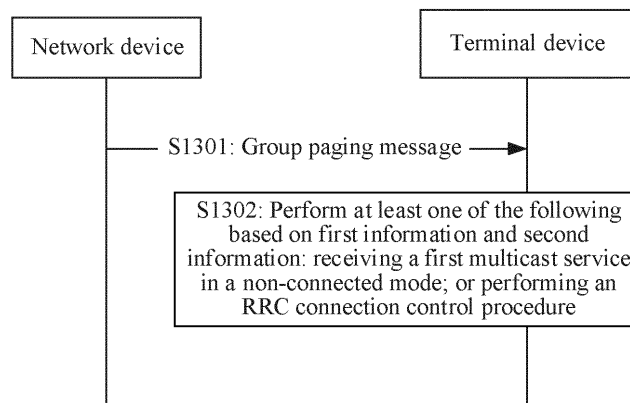 Network device
Terminal device
S1301: Group paging message
S1302: Perform at least one of the following
based on first information and second
information: receiving a first multicast service
in a non-connected mode; or performing an
RRC connection control procedure